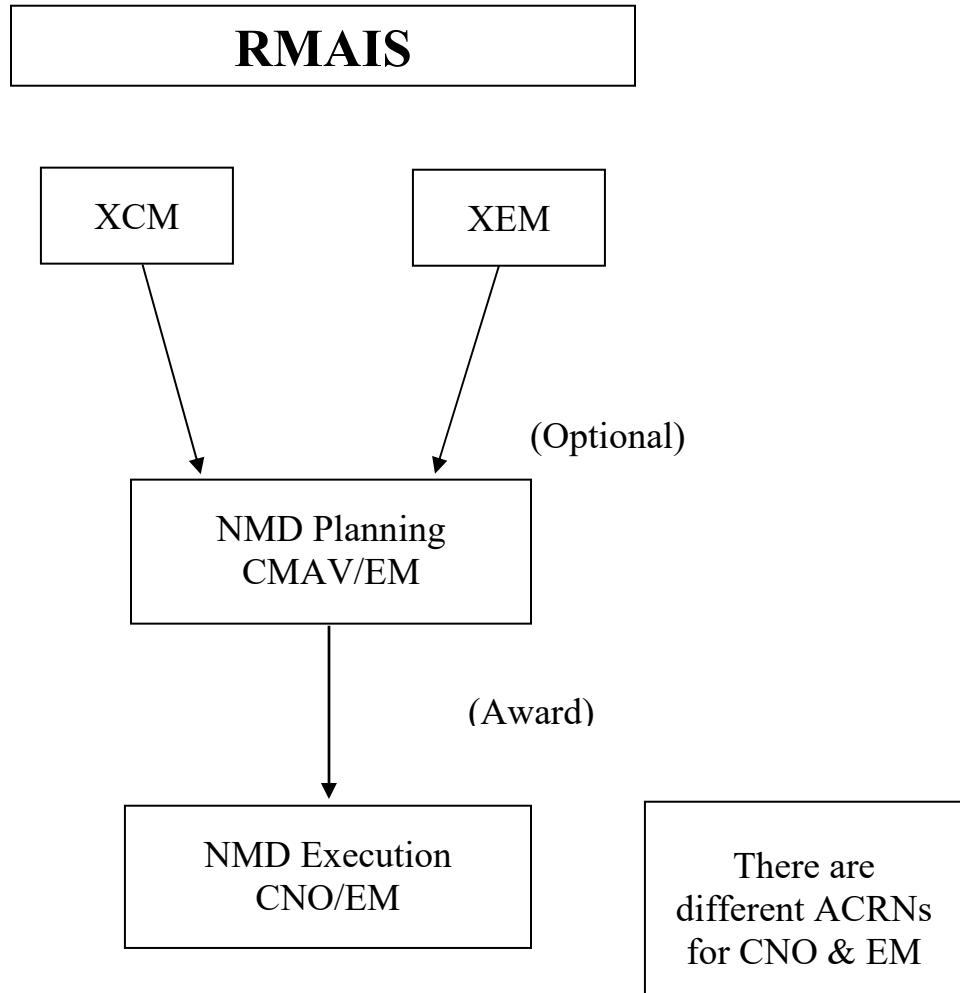 RMAIS
XCM
XEM
(Optional)
NMD Planning
CMAV/EM
(Award)
NMD Execution
CNO/EM
There are
different ACRNs
for CNO & EM